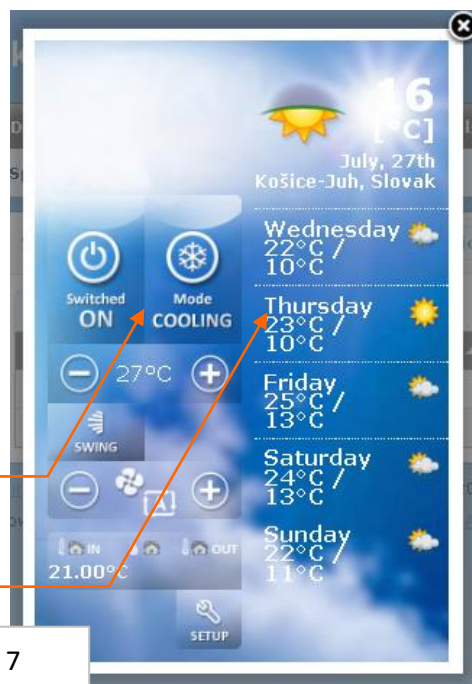 16
[°C]
July, 27th
Košice-Juh, Slovak
Switched
ON
Mode
COOLING
27°C
SWING
A
IN
OUT
21.00°C
SETUP
Wednesday
22°C /
10°C
Thursday
23°C /
10°C
Friday
25°C /
13°C
Saturday
24°C /
13°C
Sunday
22°C /
11°C
7